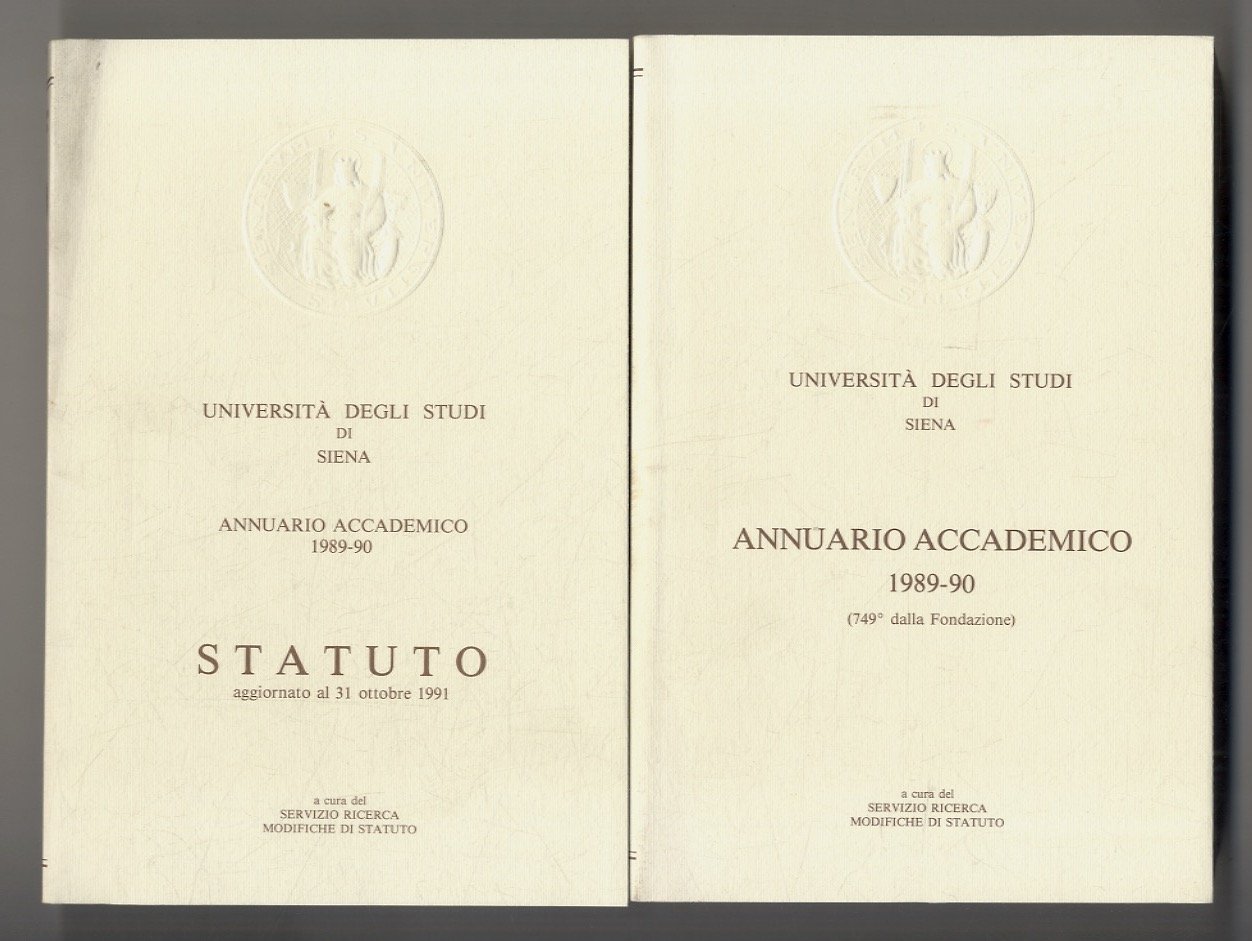 UNIVERSITÀ DEGLI STUDI
DI
SIENA
ANNUARIO ACCADEMICO
1989-90
STATUTO
aggiornato al 31 ottobre 1991
a cura del
SERVIZIO RICERCA
MODIFICHE DI STATUTO
UNIVERSITÀ DEGLI STUDI
DI
SIENA
ANNUARIO ACCADEMICO
1989-90
(749° dalla Fondazione)
a cura del
SERVIZIO RICERCA
MODIFICHE DI STATUTO